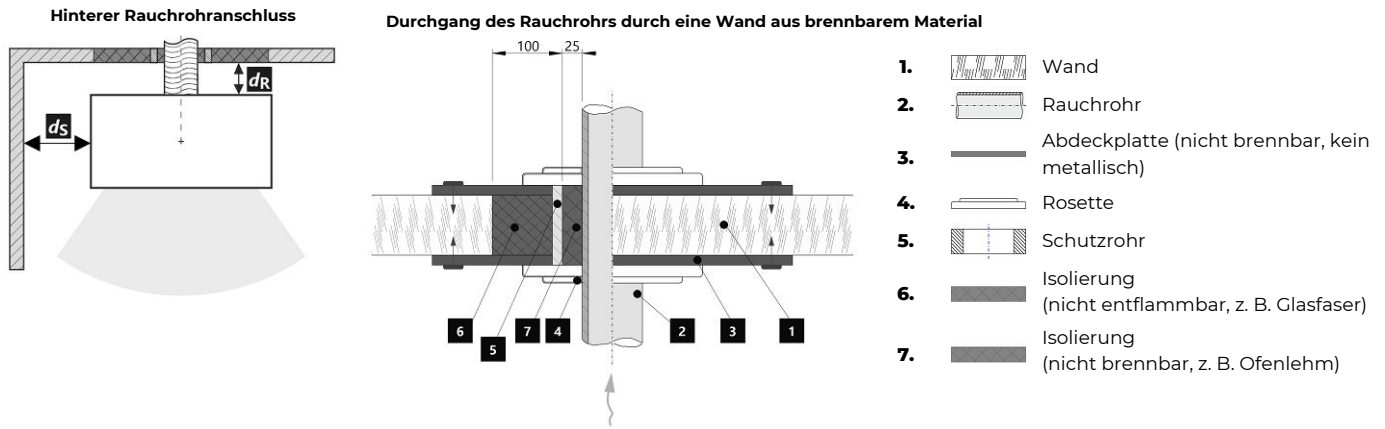 Hinterer Rauchrohranschluss
dR
dS
Durchgang des Rauchrohrs durch eine Wand aus brennbarem Material
100 25
6 5 7 4 2 3 1
1. Wand
2. Rauchrohr
3. Abdeckplatte (nicht brennbar, kein
metallisch)
4. Rosette
5. Schutzrohr
6. Isolierung
(nicht entflammbar, z. B. Glasfaser)
7. Isolierung
(nicht brennbar, z. B. Ofenlehm)